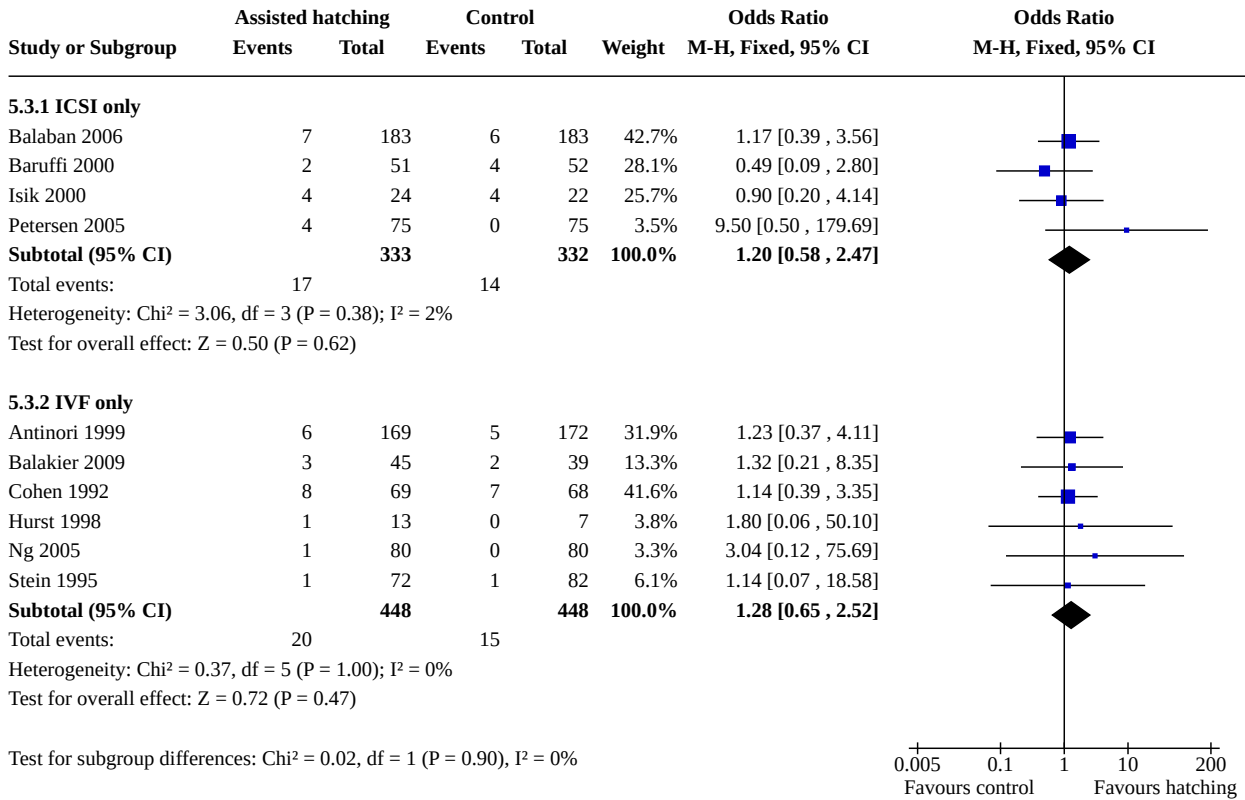 Assisted hatching Control Odds Ratio Odds Ratio
Study or Subgroup Events Total Events Total Weight M-H, Fixed, 95% CI M-H, Fixed, 95% CI
5.3.1 ICSI only
Balaban 2006 7 183 6 183 42.7% 1.17 [0.39 , 3.56]
Baruffi 2000 2 51 4 52 28.1% 0.49 [0.09 , 2.80]
Isik 2000 4 24 4 22 25.7% 0.90 [0.20 , 4.14]
Petersen 2005 4 75 0 75 3.5% 9.50 [0.50 , 179.69]
Subtotal (95% CI) 333 332 100.0% 1.20 [0.58 , 2.47]
Total events: 17 14
Heterogeneity: Chi² = 3.06, df = 3 (P = 0.38); I² = 2%
Test for overall effect: Z = 0.50 (P = 0.62)
5.3.2 IVF only
Antinori 1999 6 169 5 172 31.9% 1.23 [0.37 , 4.11]
Balakier 2009 3 45 2 39 13.3% 1.32 [0.21 , 8.35]
Cohen 1992 8 69 7 68 41.6% 1.14 [0.39 , 3.35]
Hurst 1998 1 13 0 7 3.8% 1.80 [0.06 , 50.10]
Ng 2005 1 80 0 80 3.3% 3.04 [0.12 , 75.69]
Stein 1995 1 72 1 82 6.1% 1.14 [0.07 , 18.58]
Subtotal (95% CI) 448 448 100.0% 1.28 [0.65 , 2.52]
Total events: 20 15
Heterogeneity: Chi² = 0.37, df = 5 (P = 1.00); I² = 0%
Test for overall effect: Z = 0.72 (P = 0.47)
Test for subgroup differences: Chi² = 0.02, df = 1 (P = 0.90), I² = 0%
0.005 0.1 1 10 200
Favours control Favours hatching